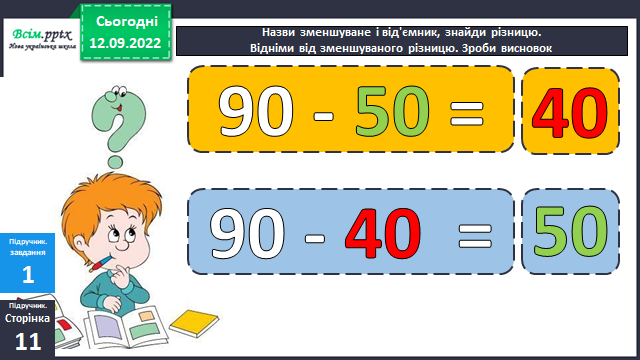 Всім.pptx
Нова українська школа
Сьогодні
12.09.2022
Назви зменшуване і від'ємник, знайди різницю.
Відніми від зменшуваного різницю. Зроби висновок
90 - 50 = 40
90 - 40 = 50
Підручник.
завдання
1
Підручник.
Сторінка
11